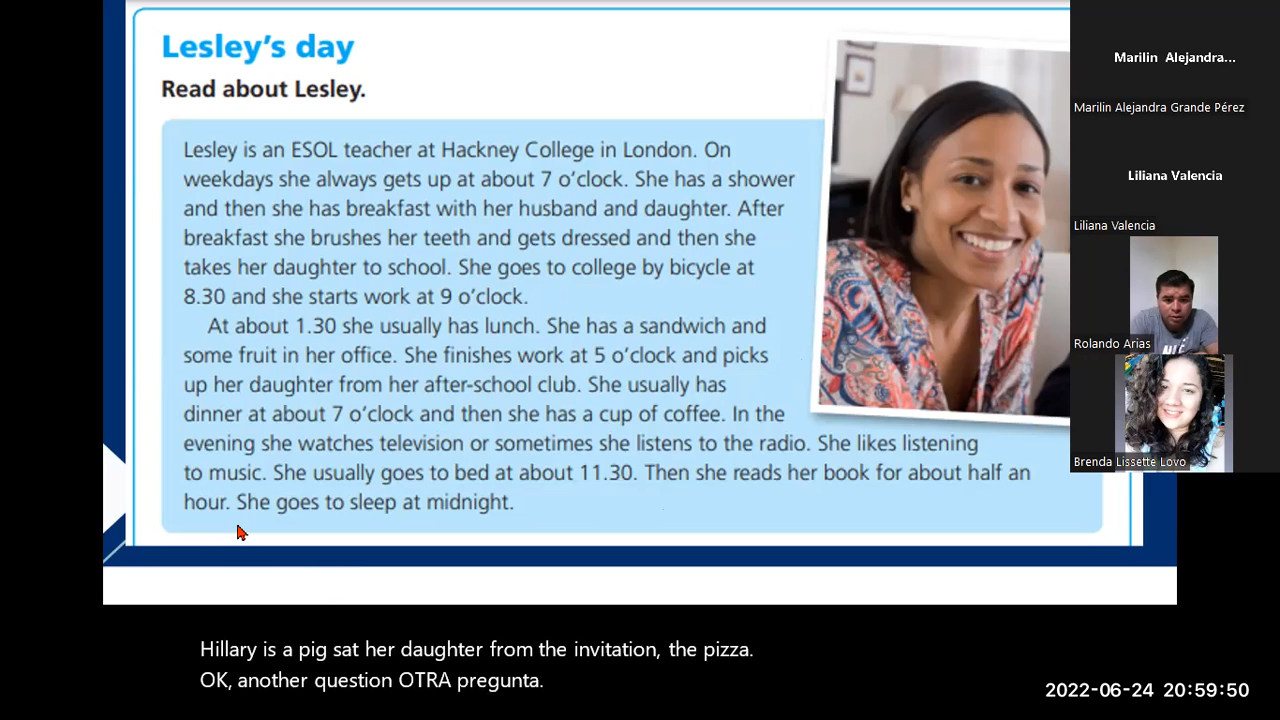 Lesley's day
Read about Lesley.
Lesley is an ESOL teacher at Hackney College in London. On
weekdays she always gets up at about 7 o'clock. She has a shower
and then she has breakfast with her husband and daughter. After
breakfast she brushes her teeth and gets dressed and then she
takes her daughter to school. She goes to college by bicycle at
8.30 and she starts work at 9 o'clock.
At about 1.30 she usually has lunch. She has a sandwich and
some fruit in her office. She finishes work at 5 o'clock and picks
up her daughter from her after-school club. She usually has
dinner at about 7 o'clock and then she has a cup of coffee. In the
evening she watches television or sometimes she listens to the radio. She likes listening
to music. She usually goes to bed at about 11.30. Then she reads her book for about half an
hour. She goes to sleep at midnight.
Marilin Alejandra...
Marilin Alejandra Grande Pérez
Liliana Valencia
Liliana Valencia
Rolando Arias
Brenda Lissette Lovo
Hillary is a pig sat her daughter from the invitation, the pizza.
OK, another question OTRA pregunta.
2022-06-24 20:59:50